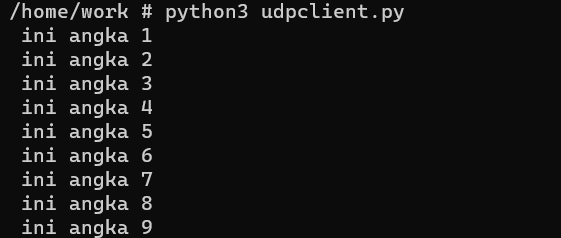 /home/work # python3 udpclient.py
ini angka 1
ini angka 2
ini angka 3
ini angka 4
ini angka 5
ini angka 6
ini angka 7
ini angka 8
ini angka 9